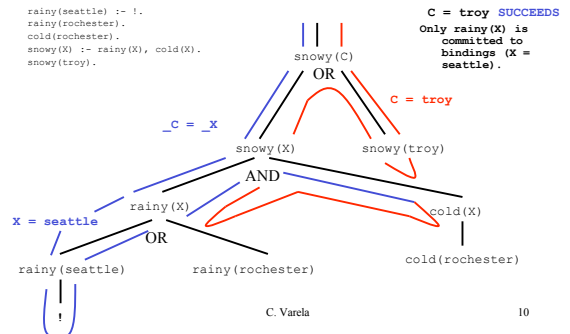 rainy(seattle) :- !.
rainy(rochester).
cold(rochester).
snowy(X) :- rainy(X), cold(X).
snowy(troy).
C = troy SUCCEEDS
Only rainy(X) is
committed to
bindings (X =
seattle).
snowy(C)
OR
C = troy
_C = _X
snowy(X)
snowy(troy)
AND
rainy(X)
cold(X)
X = seattle
OR
cold(rochester)
rainy(seattle)
rainy(rochester)
!
C. Varela
10